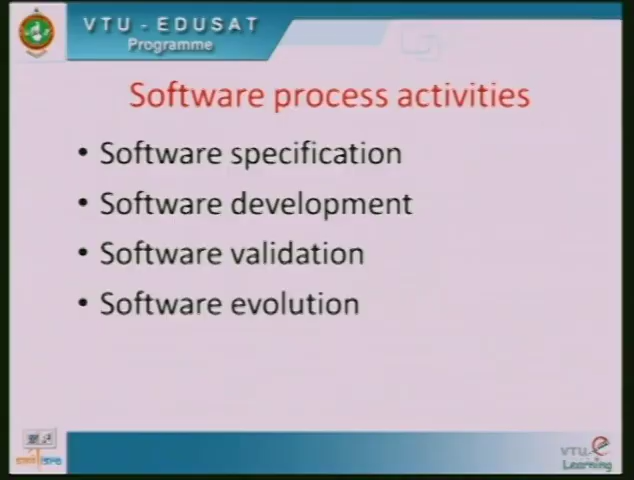 VTU - EDUSAT
Programme
Software process activities
• Software specification
• Software development
• Software validation
• Software evolution
VTU-e
Learning